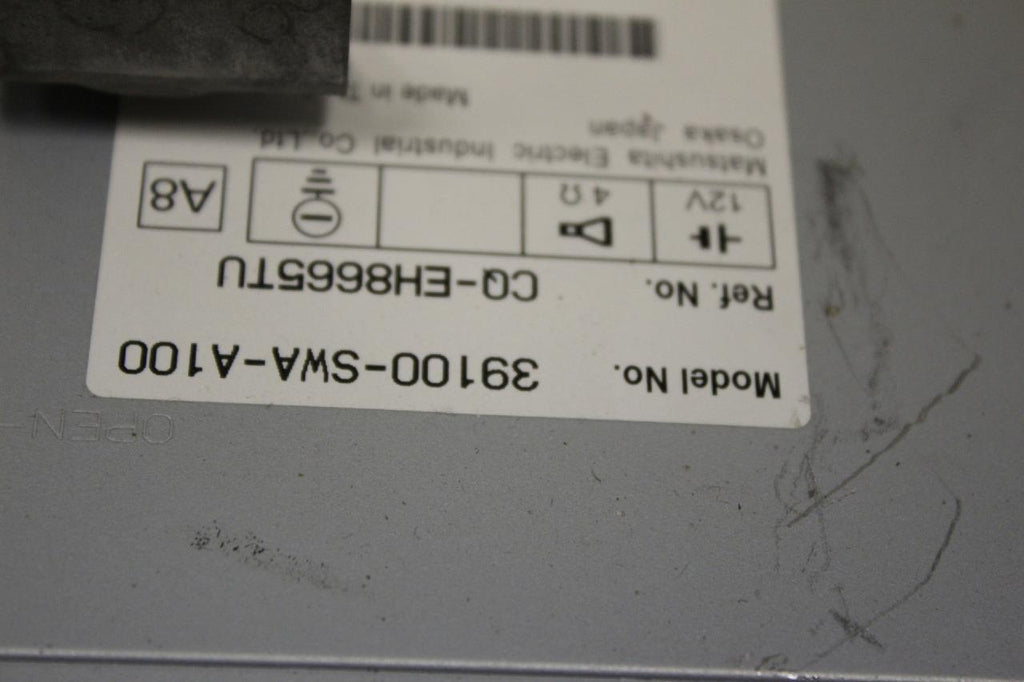 Model No. 39100-SWA-A100
Ref. No. CQ-EH8665TU
12V
4 Ω
A8
Matsushita Electric Industrial Co. Ltd.
Osaka Japan
Made in
OPEN